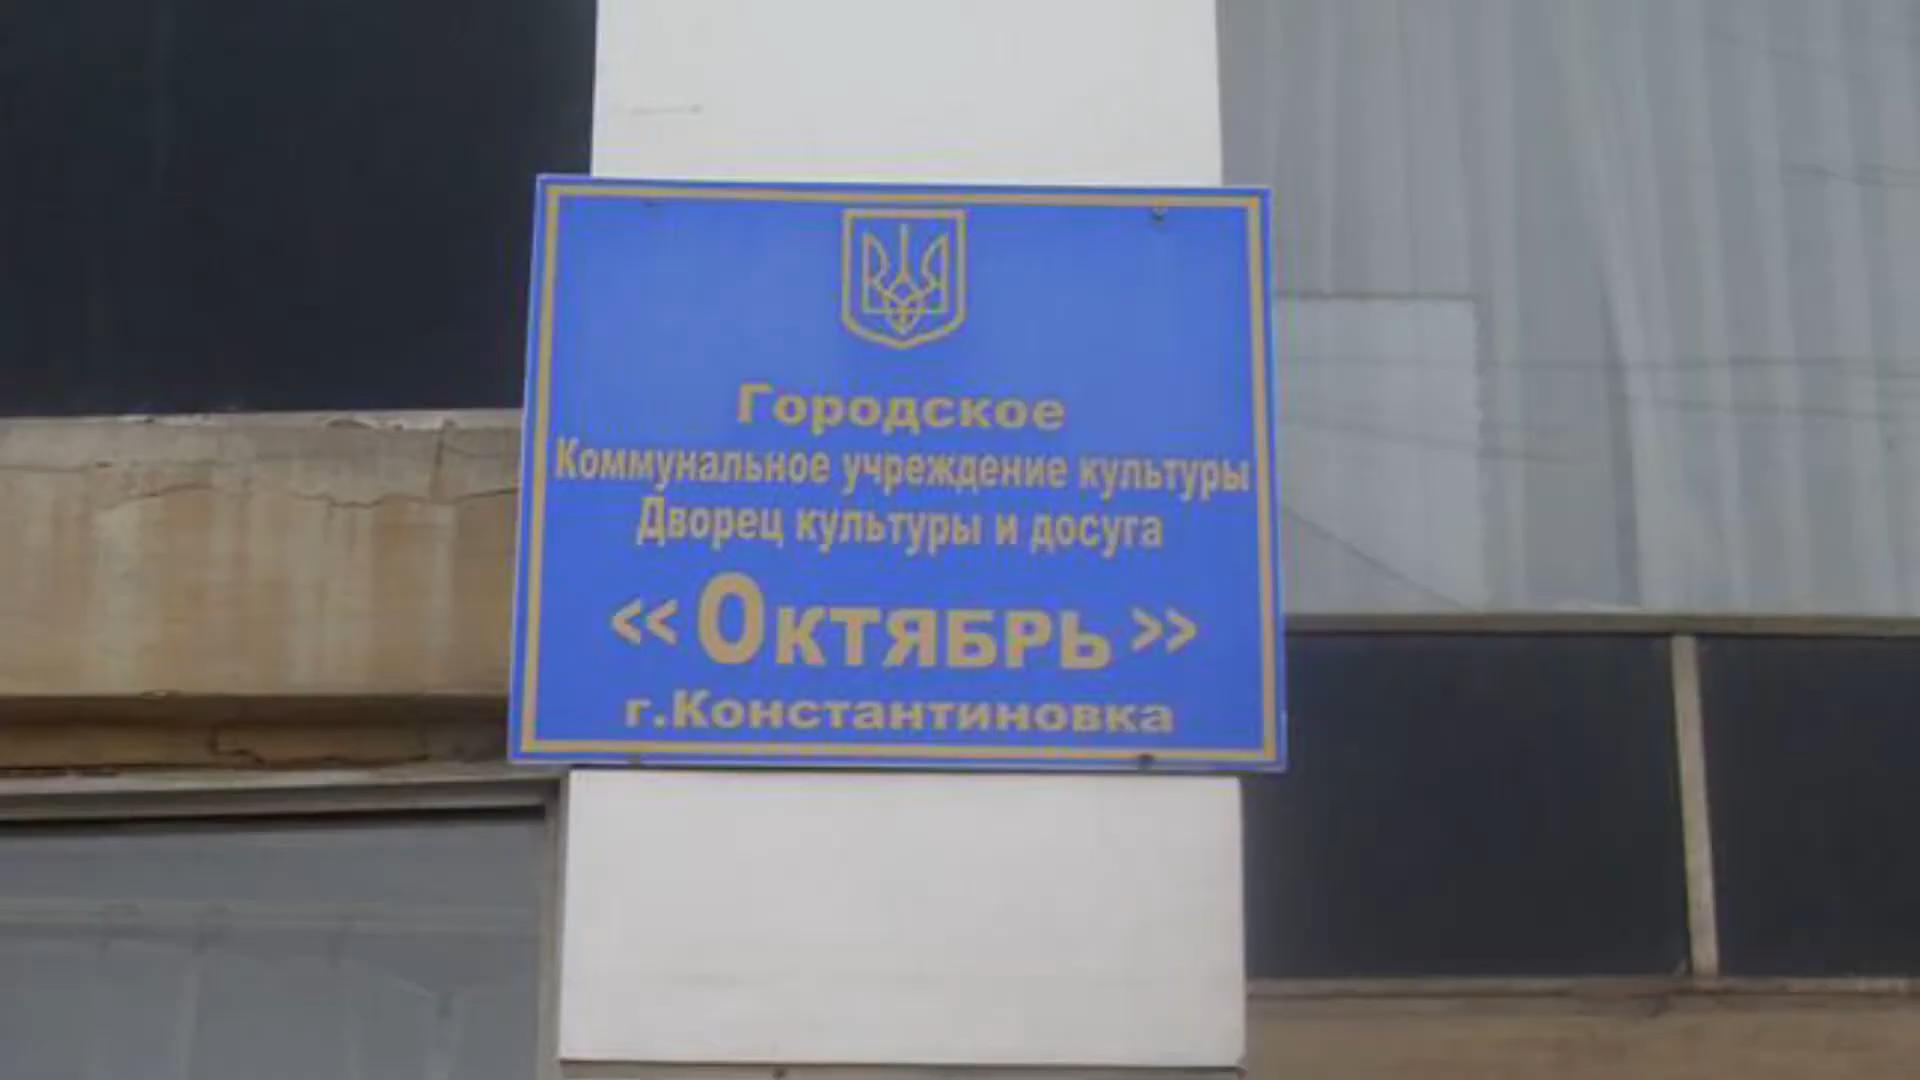 Городское
Коммунальное учреждение культуры
Дворец культуры и досуга
«Октябрь»
г.Константиновка